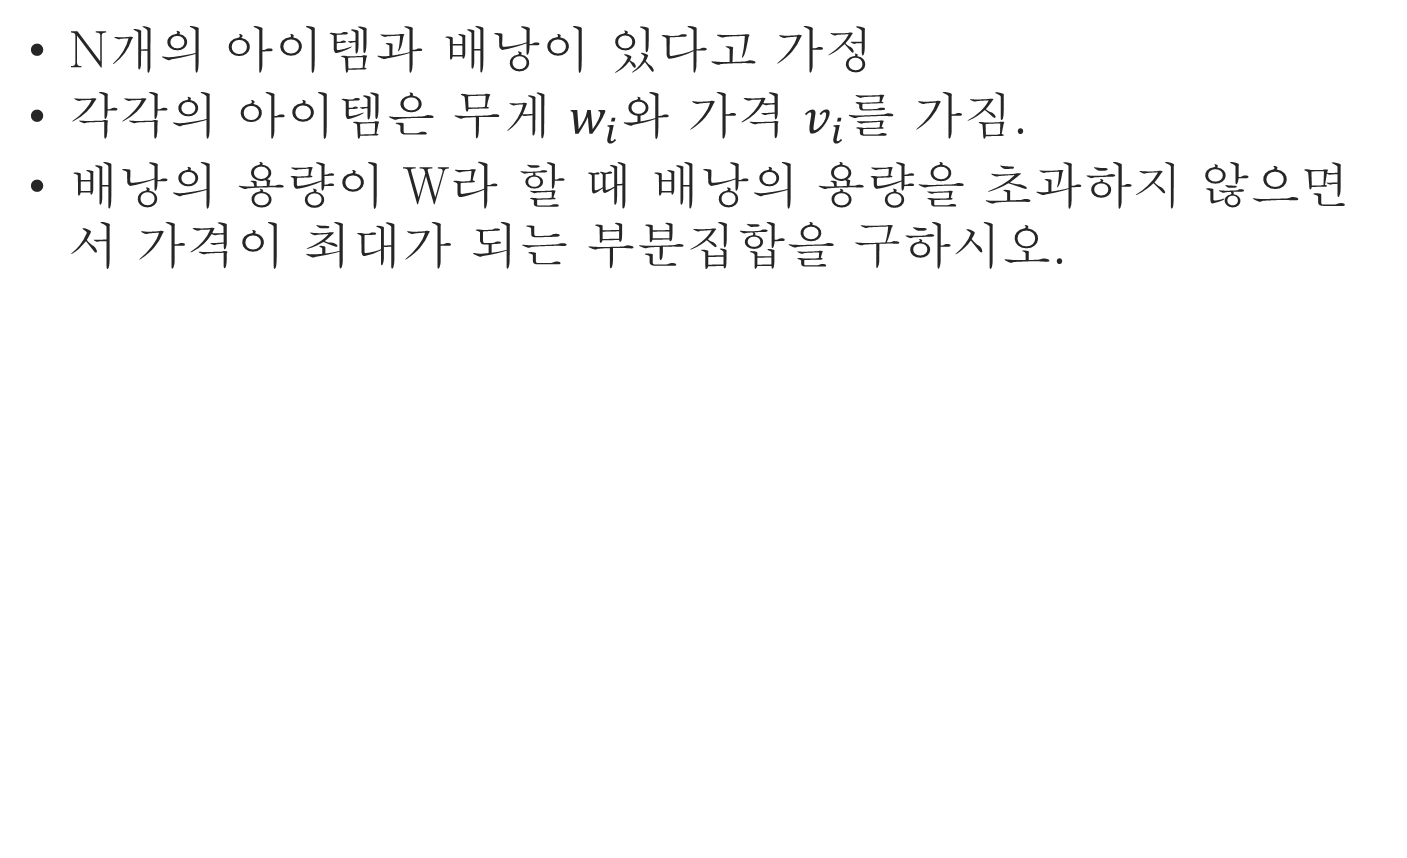 • N개의 아이템과 배낭이 있다고 가정
• 각각의 아이템은 무게 𝑤𝑖와 가격 𝑣𝑖를 가짐.
• 배낭의 용량이 W라 할 때 배낭의 용량을 초과하지 않으면
서 가격이 최대가 되는 부분집합을 구하시오.